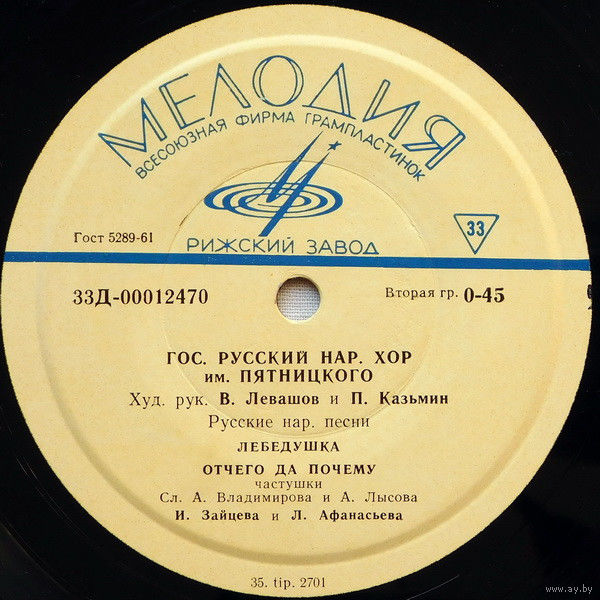 МЕЛОДИЯ
ВСЕСОЮЗНАЯ ФИРМА ГРАМПЛАСТИНОК
Гост 5289-61
33
РИЖСКИЙ ЗАВОД
33Д-00012470
Вторая гр. 0-45
ГОС. РУССКИЙ НАР. ХОР
им. ПЯТНИЦКОГО
Худ. рук. В. Левашов и П. Казьмин
Русские нар. песни
ЛЕБЕДУШКА
ОТЧЕГО ДА ПОЧЕМУ
частушки
Сл. А. Владимирова и А. Лысова
И. Зайцева и Л. Афанасьева
35. tip. 2701
www.ay.by